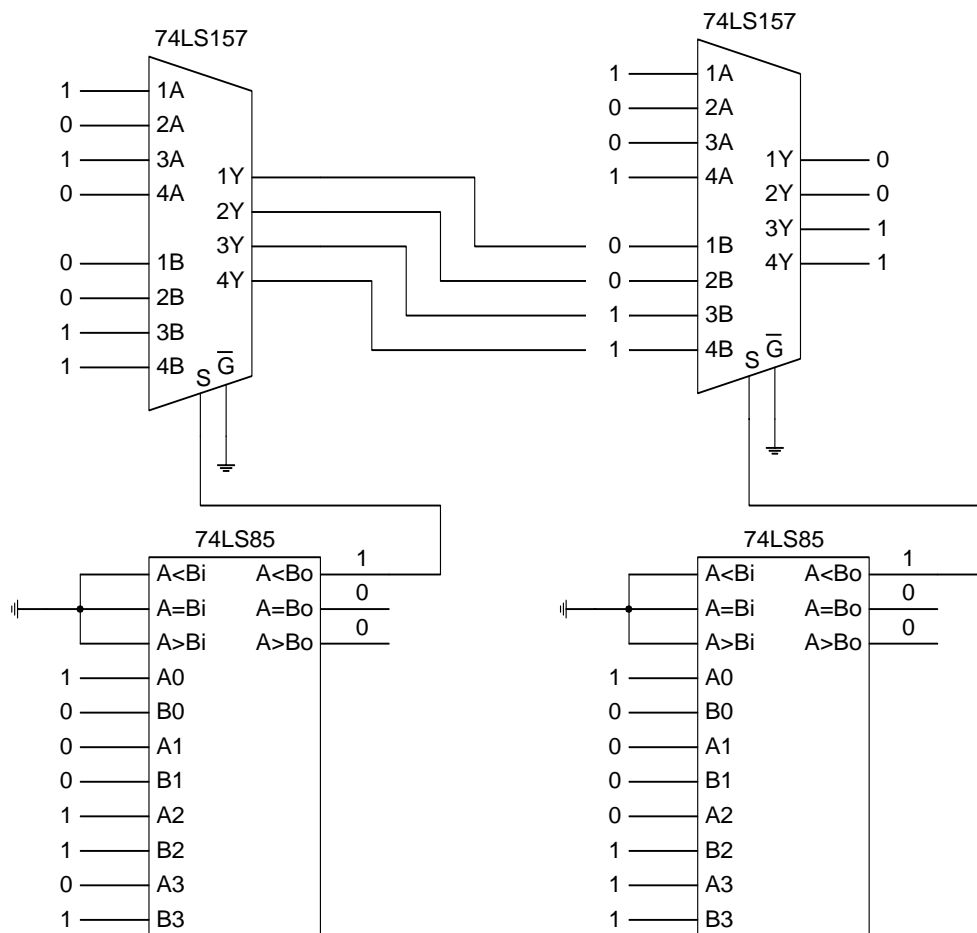 74LS157
1 1A
0 2A
1 3A
0 4A
1Y
2Y
3Y
4Y
0 1B
0 2B
1 3B
1 4B
S G̅
74LS157
1 1A
0 2A
0 3A
1 4A
1Y 0
2Y 0
3Y 1
4Y 1
0 1B
0 2B
1 3B
1 4B
S G̅
74LS85
A<Bi A<Bo 1
A=Bi A=Bo 0
A>Bi A>Bo 0
1 A0
0 B0
0 A1
0 B1
1 A2
1 B2
0 A3
1 B3
74LS85
A<Bi A<Bo 1
A=Bi A=Bo 0
A>Bi A>Bo 0
1 A0
0 B0
0 A1
0 B1
0 A2
1 B2
1 A3
1 B3